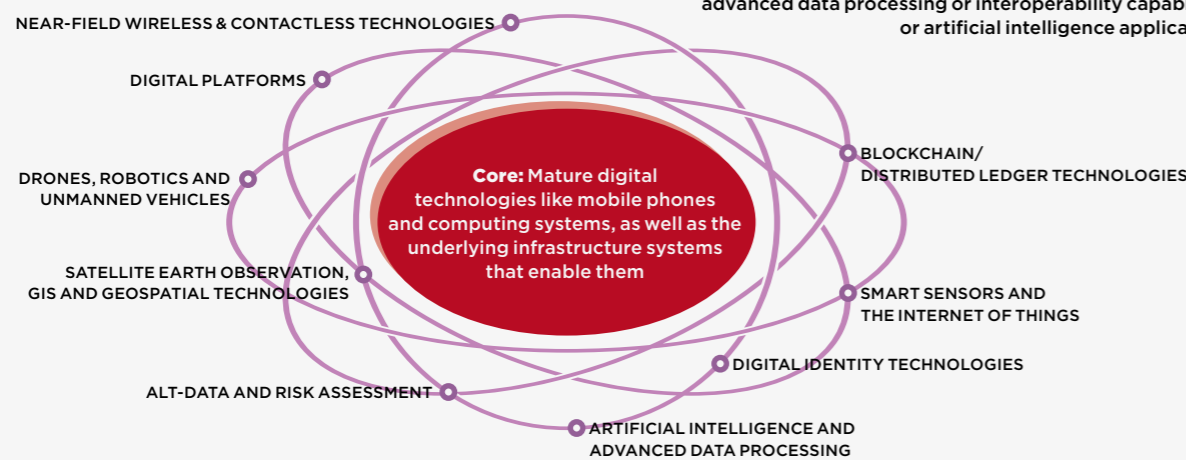 advanced data processing or interoperability
or artificial intelligence
NEAR-FIELD WIRELESS & CONTACTLESS TECHNOLOGIES
DIGITAL PLATFORMS
DRONES, ROBOTICS AND
UNMANNED VEHICLES
SATELLITE EARTH OBSERVATION,
GIS AND GEOSPATIAL TECHNOLOGIES
ALT-DATA AND RISK ASSESSMENT
Core: Mature digital
technologies like mobile phones
and computing systems, as well as the
underlying infrastructure systems
that enable them
BLOCKCHAIN/
DISTRIBUTED LEDGER TECHNOLOGIES
SMART SENSORS AND
THE INTERNET OF THINGS
DIGITAL IDENTITY TECHNOLOGIES
ARTIFICIAL INTELLIGENCE AND
ADVANCED DATA PROCESSING